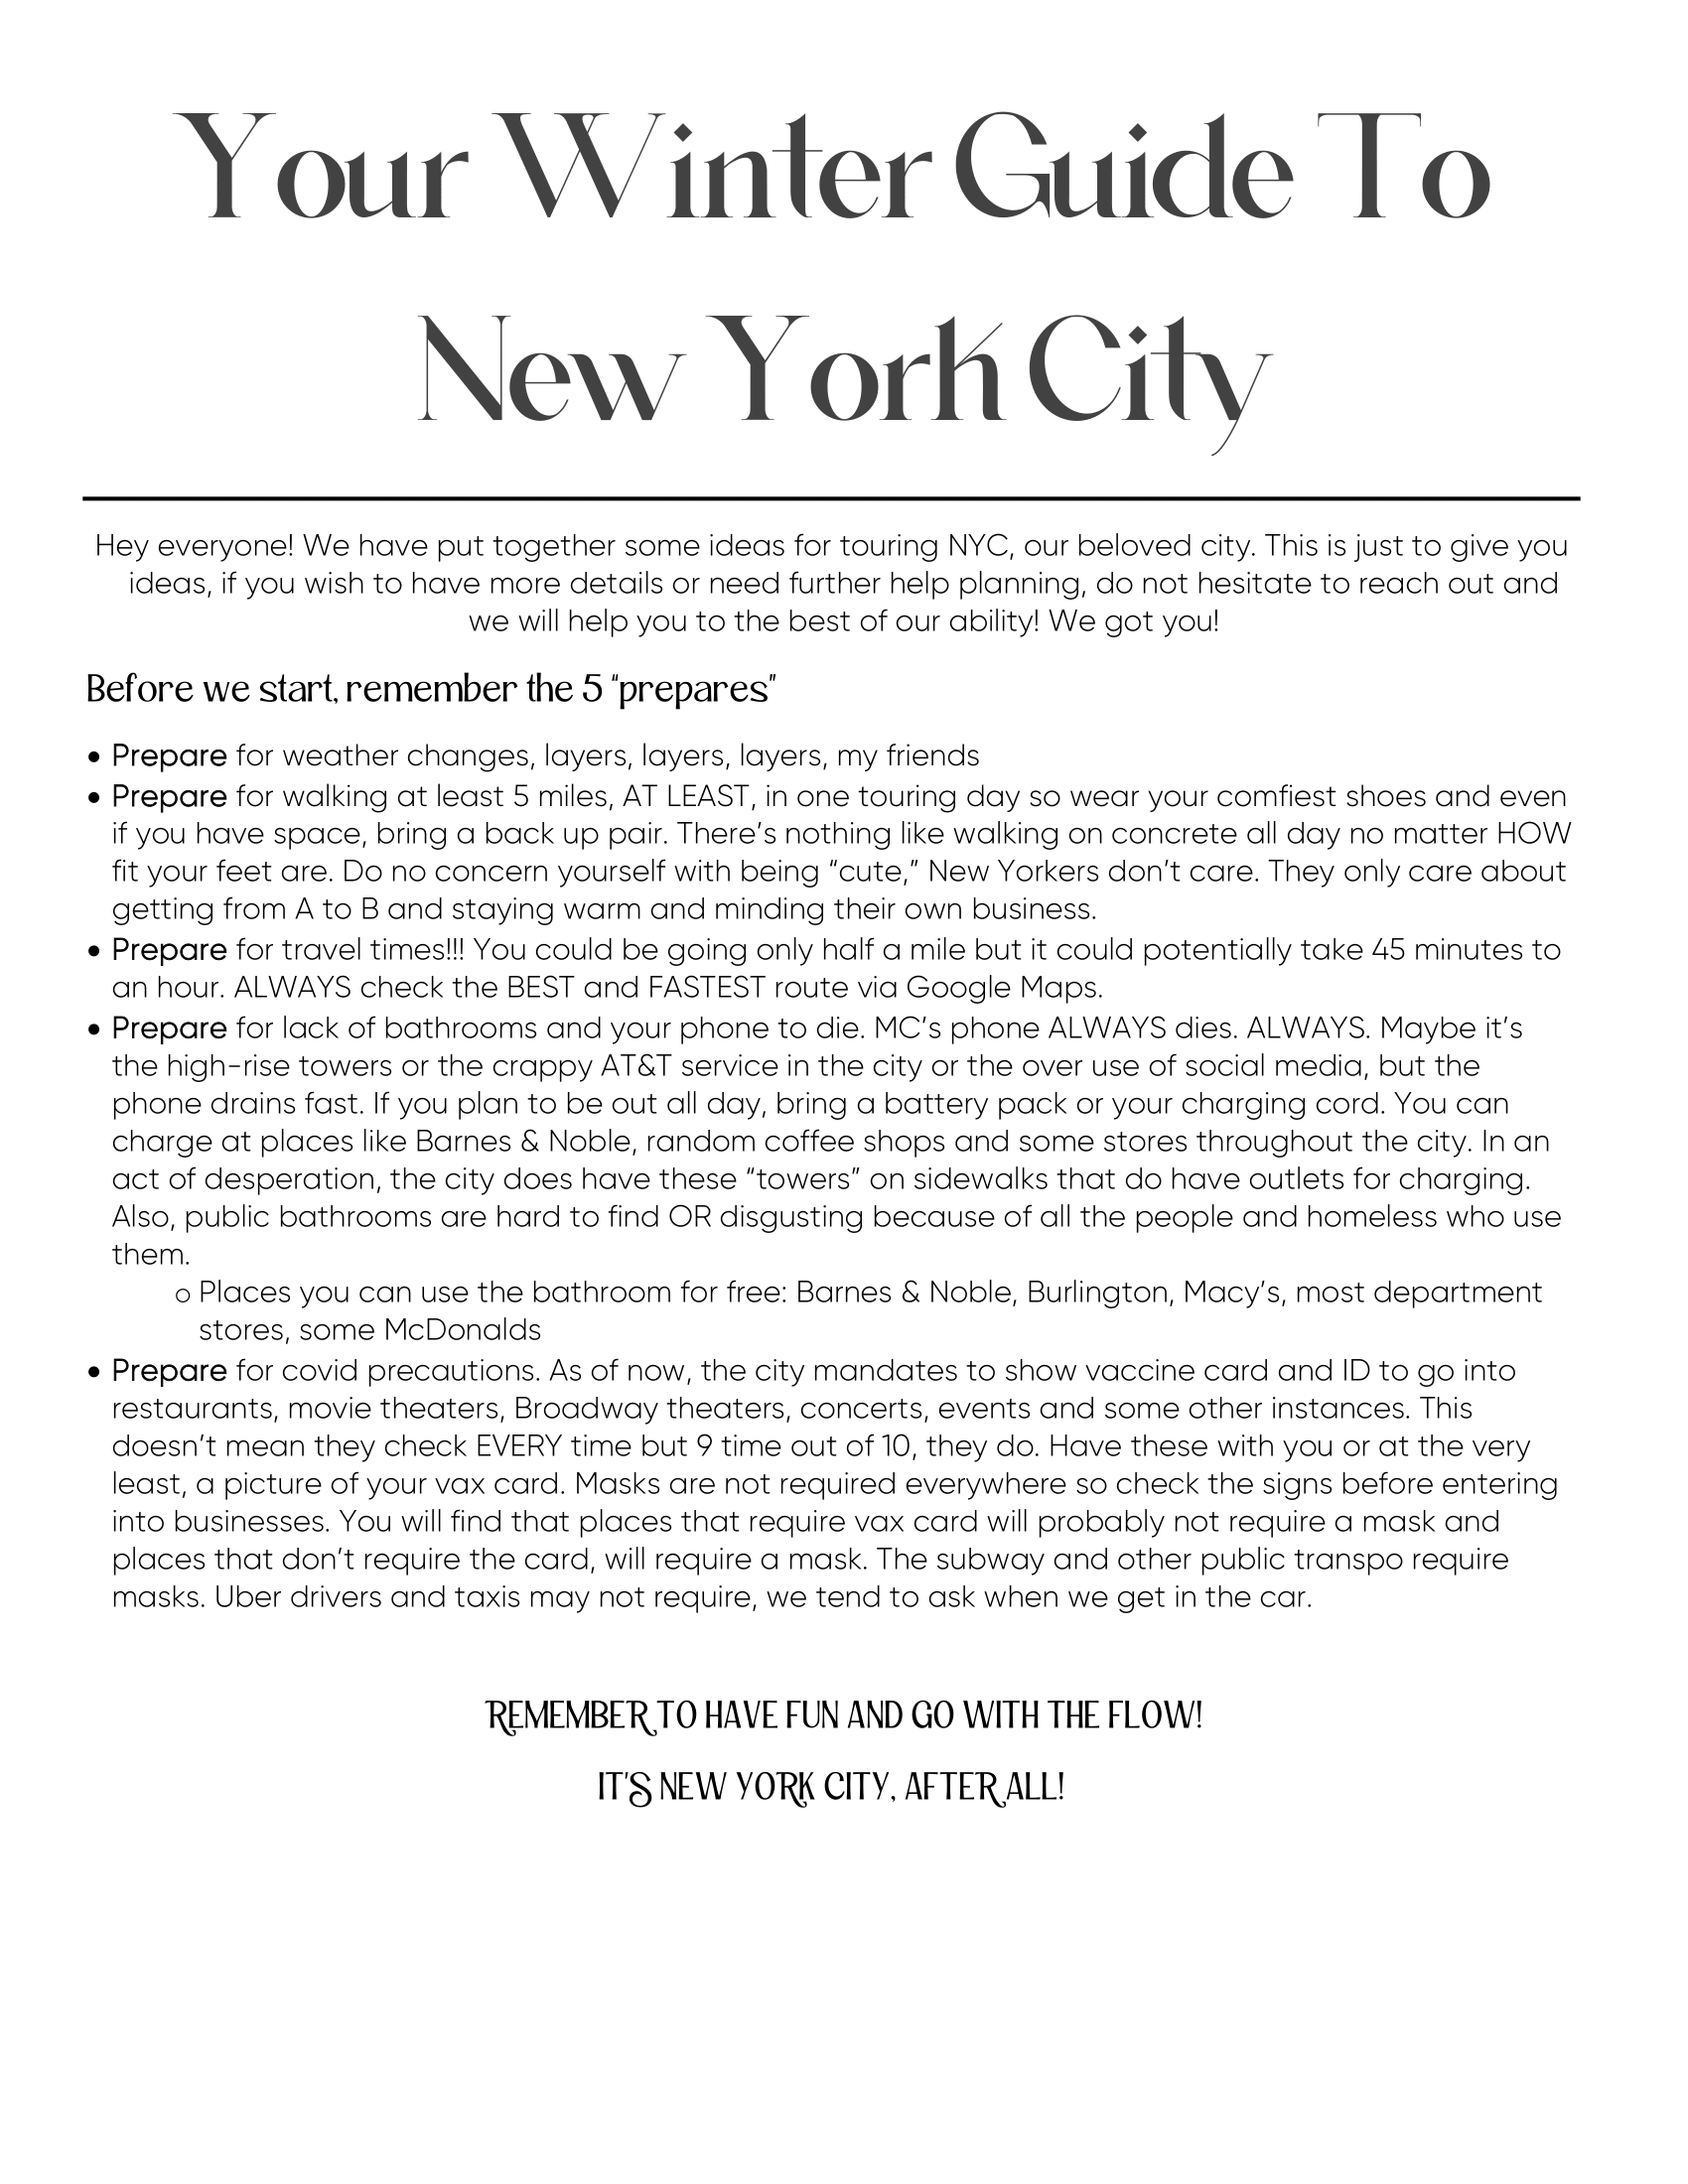 Your Winter Guide To
New York City
Hey everyone! We have put together some ideas for touring NYC, our beloved city. This is just to give you
ideas, if you wish to have more details or need further help planning, do not hesitate to reach out and
we will help you to the best of our ability! We got you!
Before we start, remember the 5 "prepares"
• Prepare for weather changes, layers, layers, layers, my friends
• Prepare for walking at least 5 miles, AT LEAST, in one touring day so wear your comfiest shoes and even
if you have space, bring a back up pair. There's nothing like walking on concrete all day no matter HOW
fit your feet are. Do no concern yourself with being “cute,” New Yorkers don't care. They only care about
getting from A to B and staying warm and minding their own business.
• Prepare for travel times!!! You could be going only half a mile but it could potentially take 45 minutes to
an hour. ALWAYS check the BEST and FASTEST route via Google Maps.
• Prepare for lack of bathrooms and your phone to die. MC's phone ALWAYS dies. ALWAYS. Maybe it's
the high-rise towers or the crappy AT&T service in the city or the over use of social media, but the
phone drains fast. If you plan to be out all day, bring a battery pack or your charging cord. You can
charge at places like Barnes & Noble, random coffee shops and some stores throughout the city. In an
act of desperation, the city does have these “towers” on sidewalks that do have outlets for charging.
Also, public bathrooms are hard to find OR disgusting because of all the people and homeless who use
them.
○ Places you can use the bathroom for free: Barnes & Noble, Burlington, Macy's, most department
stores, some McDonalds
• Prepare for covid precautions. As of now, the city mandates to show vaccine card and ID to go into
restaurants, movie theaters, Broadway theaters, concerts, events and some other instances. This
doesn't mean they check EVERY time but 9 time out of 10, they do. Have these with you or at the very
least, a picture of your vax card. Masks are not required everywhere so check the signs before entering
into businesses. You will find that places that require vax card will probably not require a mask and
places that don't require the card, will require a mask. The subway and other public transpo require
masks. Uber drivers and taxis may not require, we tend to ask when we get in the car.
REMEMBER TO HAVE FUN AND GO WITH THE FLOW!
IT'S NEW YORK CITY, AFTER ALL!